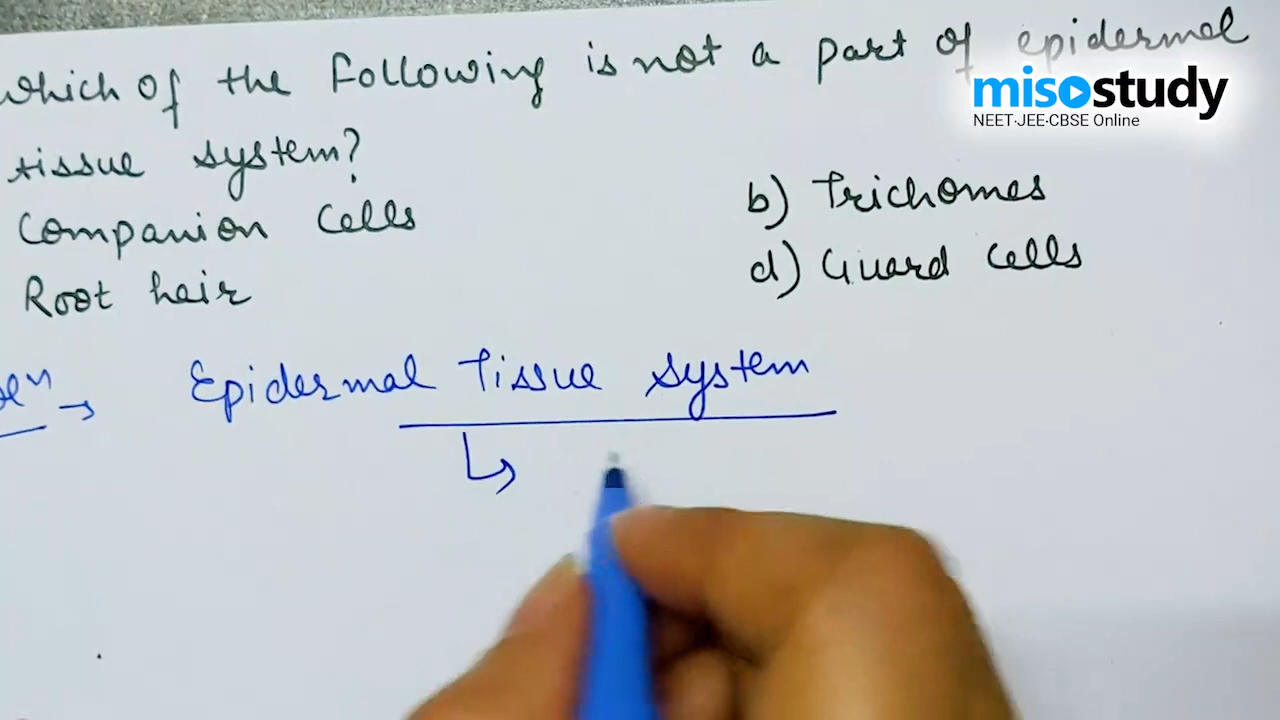 which of the following is not a part of epidermal
tissue system?
Companion cells
b) Trichomes
Root hair
d) Guard cells
Epidermal Tissue system
misostudy
NEET·JEE·CBSE Online